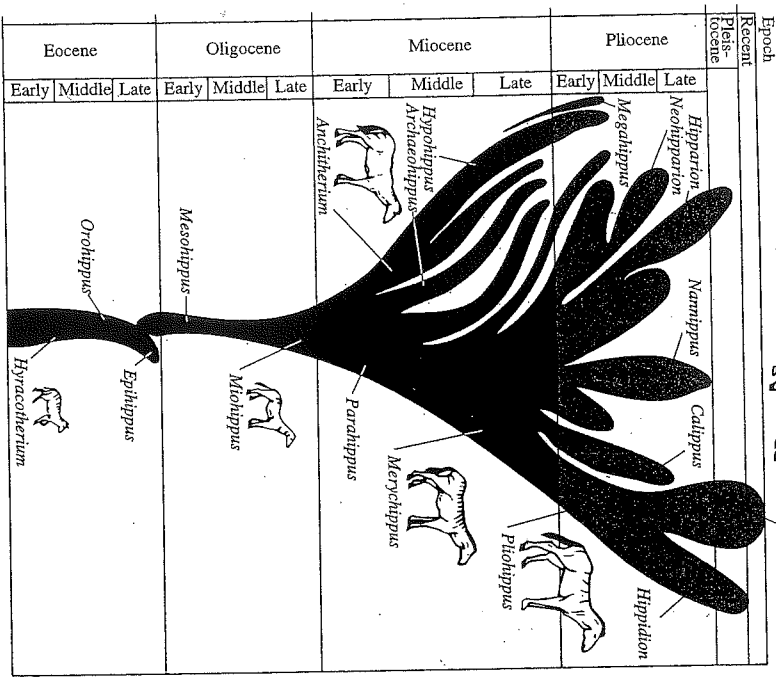 Epoch
Recent
Pleis-
tocene
Pliocene
Late
Middle
Early
Miocene
Late
Middle
Early
Oligocene
Late
Middle
Early
Eocene
Late
Middle
Early
Hipparion
Neohipparion
Megahippus
Nannippus
Calippus
Hippidion
Pliohippus
Hypohippus
Archaeohippus
Merychippus
Anchitherium
Parahippus
Miohippus
Mesohippus
Epihippus
Orohippus
Hyracotherium